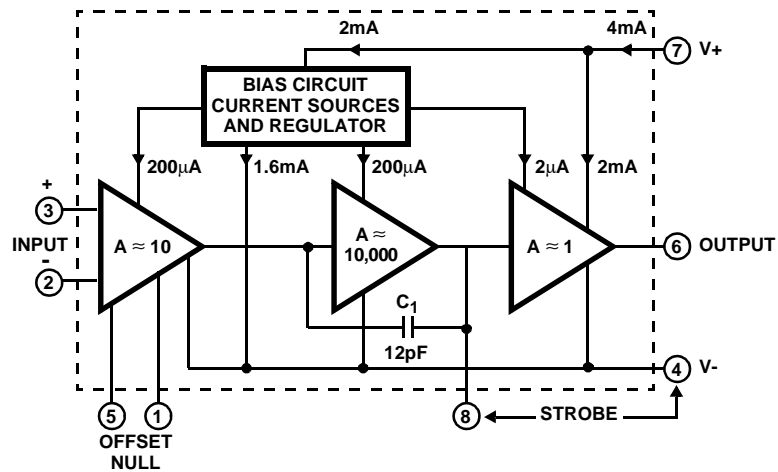 2mA
4mA
7
V+
BIAS CIRCUIT
CURRENT SOURCES
AND REGULATOR
200μA
1.6mA
200μA
2μA
2mA
+
3
INPUT
-
2
A ≈ 10
A ≈
10,000
A ≈ 1
6
OUTPUT
C1
12pF
4
V-
5
1
8
STROBE
OFFSET
NULL